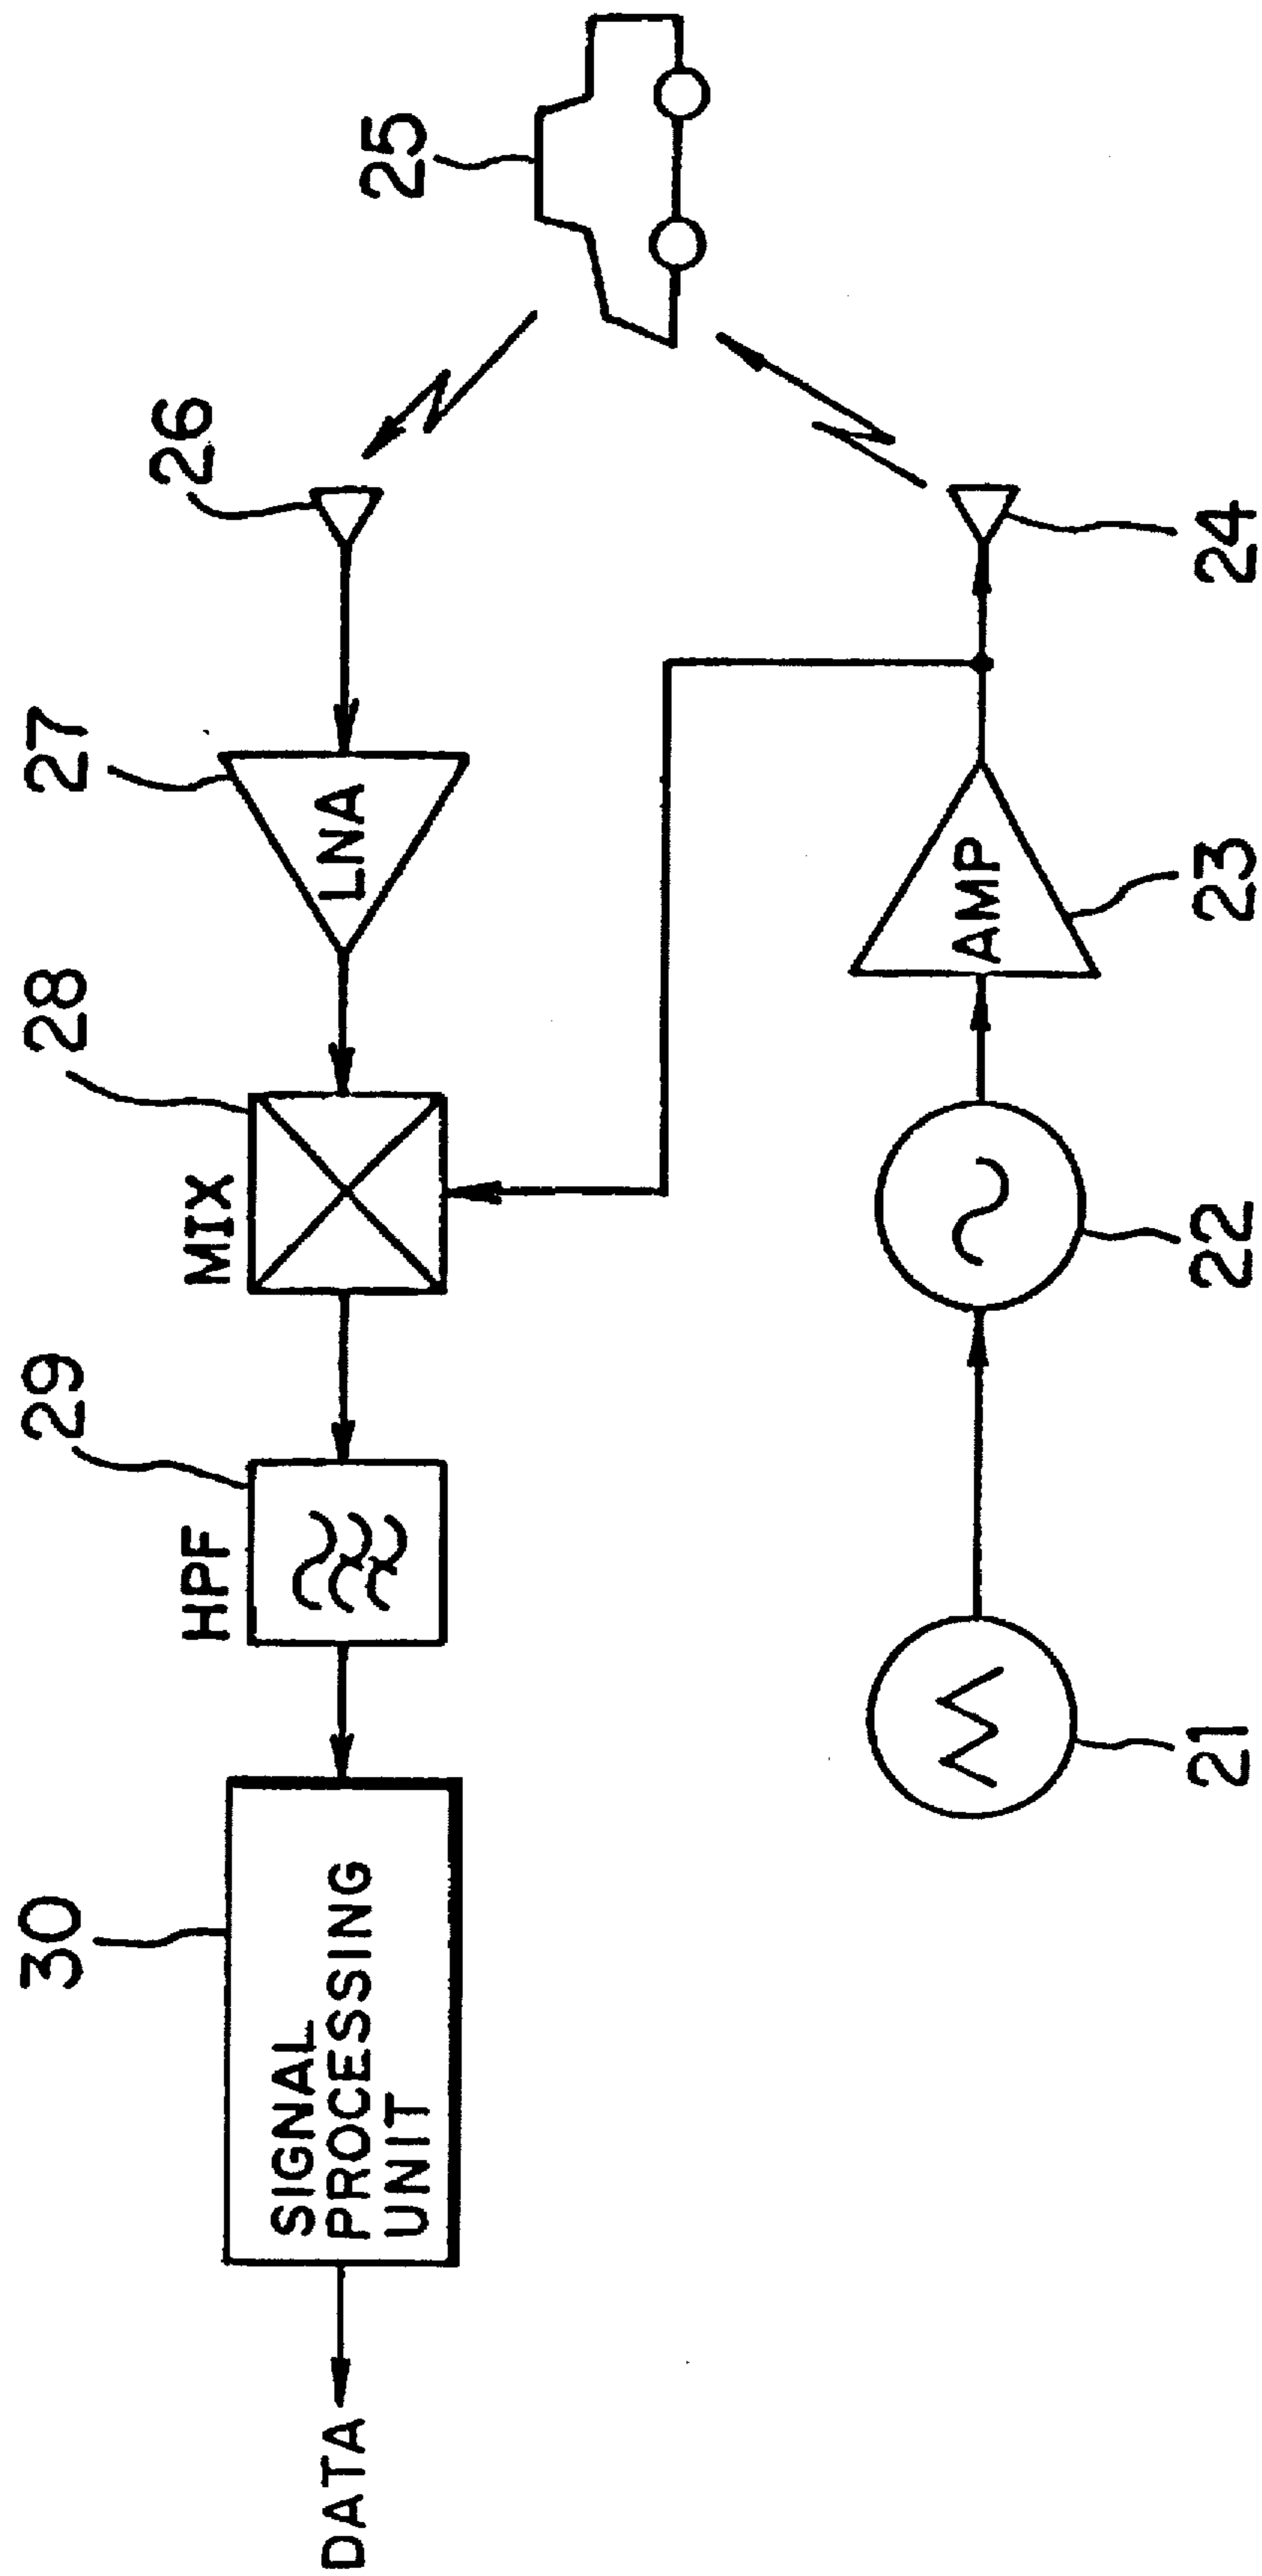 30
29
28
27
26
25
HPF
MIX
DATA
SIGNAL
PROCESSING
UNIT
LNA
AMP
21
22
23
24